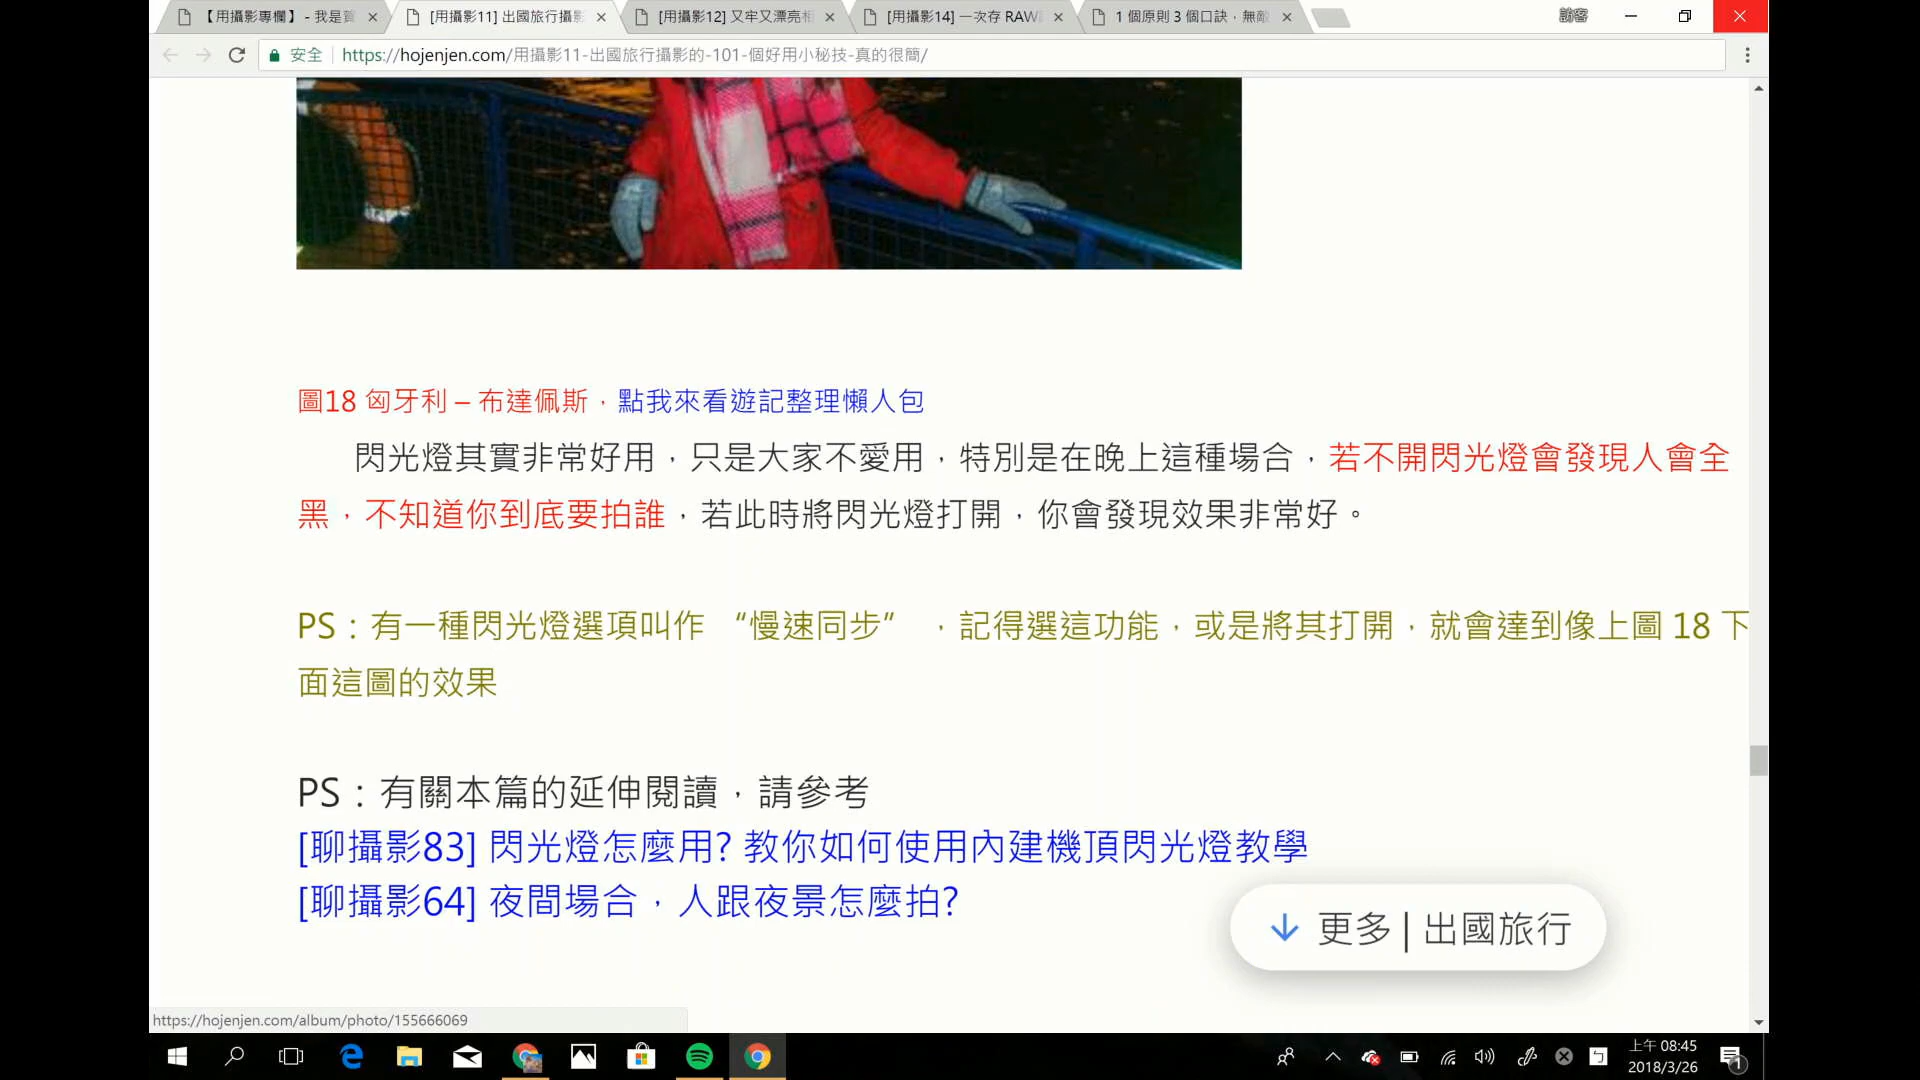 【用攝影專欄】 - 我是
[用攝影11] 出國旅行攝影
[用攝影12] 又牢又漂亮相
[用攝影14] 一次存 RAW
1 個原則 3 個口訣，無敵
訪客
安全
https://hojenjen.com/用攝影11-出國旅行攝影的-101-個好用小秘技-真的很簡/
圖18 匈牙利 – 布達佩斯，點我來看遊記整理懶人包
閃光燈其實非常好用，只是大家不愛用，特別是在晚上這種場合，若不開閃光燈會發現人會全
黑，不知道你到底要拍誰，若此時將閃光燈打開，你會發現效果非常好。
PS：有一種閃光燈選項叫作 “慢速同步” ，記得選這功能，或是將其打開，就會達到像上圖 18 下
面這圖的效果
PS：有關本篇的延伸閱讀，請參考
[聊攝影83] 閃光燈怎麼用? 教你如何使用內建機頂閃光燈教學
[聊攝影64] 夜間場合，人跟夜景怎麼拍?
更多 | 出國旅行
https://hojenjen.com/album/photo/155666069
上午 08:45
2018/3/26
1